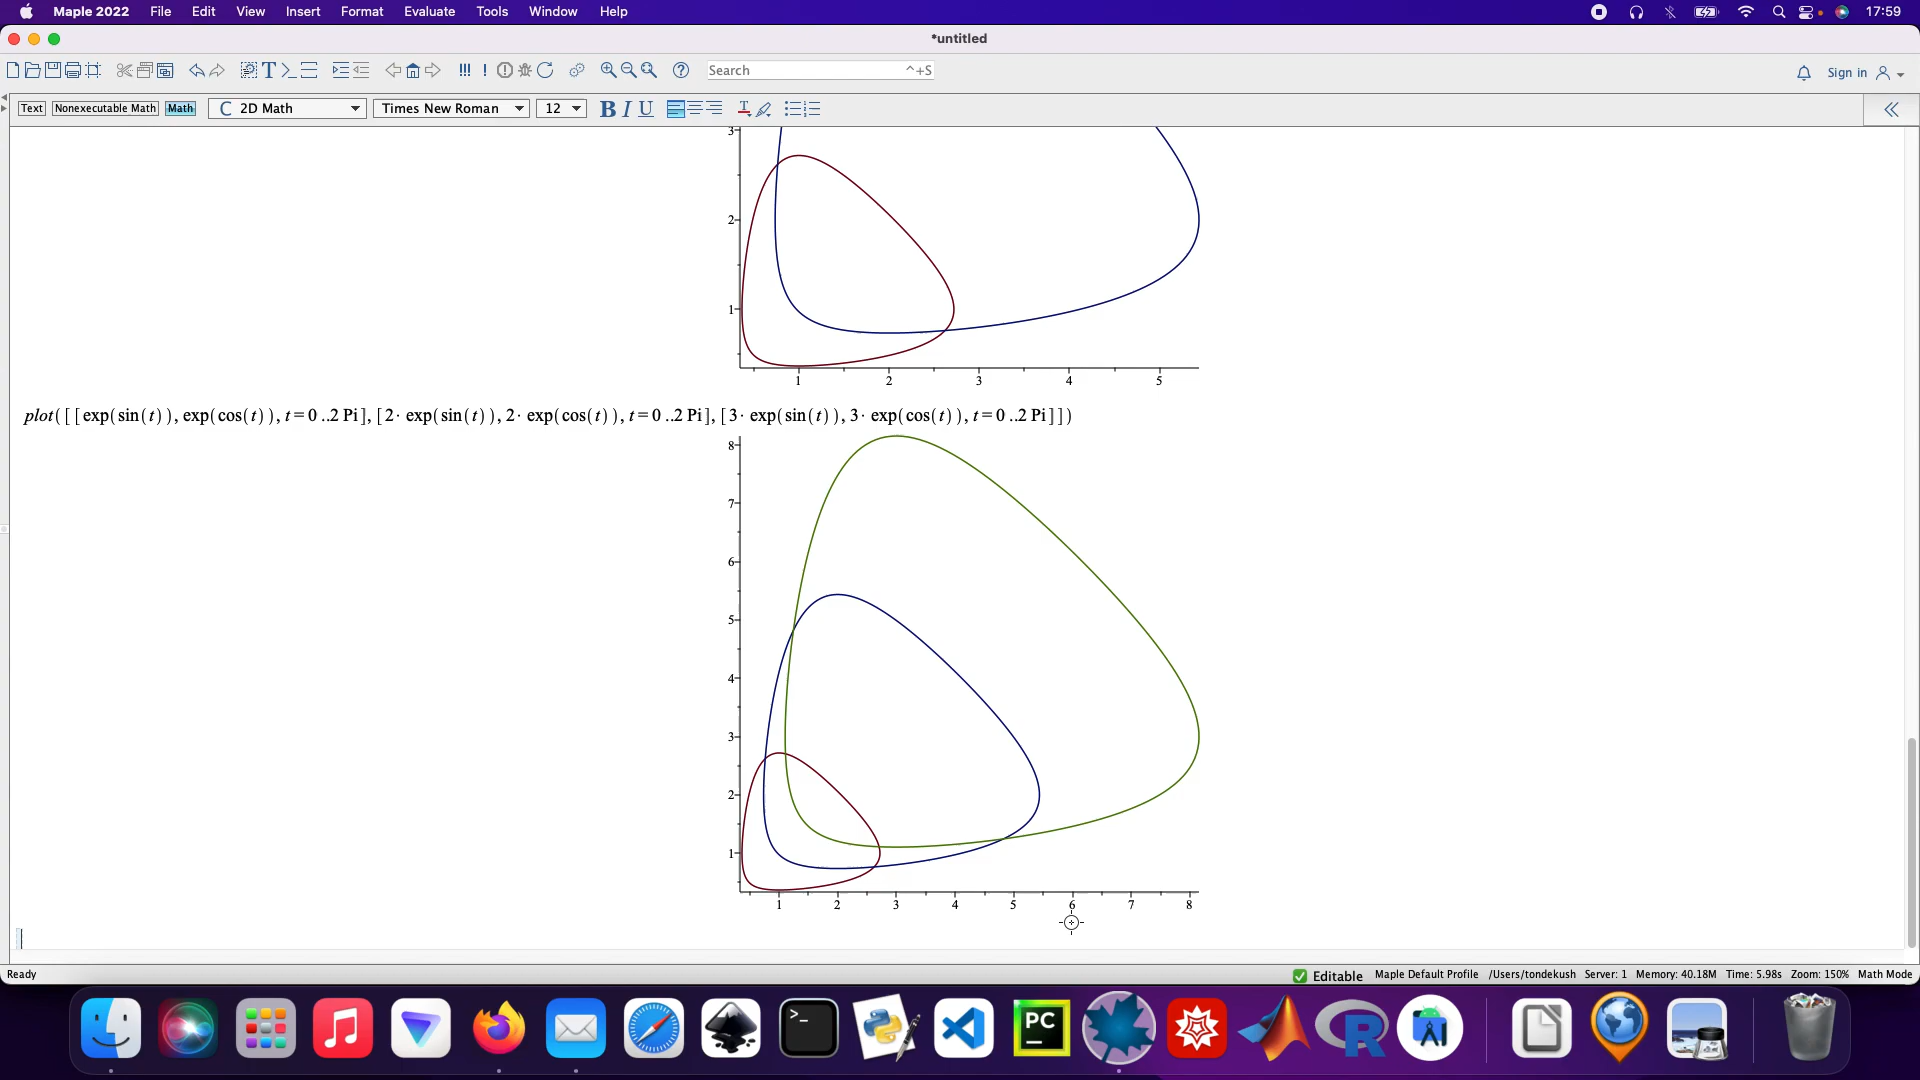 Maple 2022 File Edit View Insert Format Evaluate Tools Window Help 17:59
*untitled
Search ^+S Sign in
Text Nonexecutable Math Math C 2D Math Times New Roman 12 B I U
3
2
1
1 2 3 4 5
plot([[exp(sin(t)), exp(cos(t)), t=0 ..2 Pi], [2· exp(sin(t)), 2· exp(cos(t)), t=0 ..2 Pi], [3· exp(sin(t)), 3· exp(cos(t)), t=0 ..2 Pi]])
8
7
6
5
4
3
2
1
1 2 3 4 5 6 7 8
Ready Editable Maple Default Profile /Users/tondekush Server: 1 Memory: 40.18M Time: 5.98s Zoom: 150% Math Mode
>_ PC R